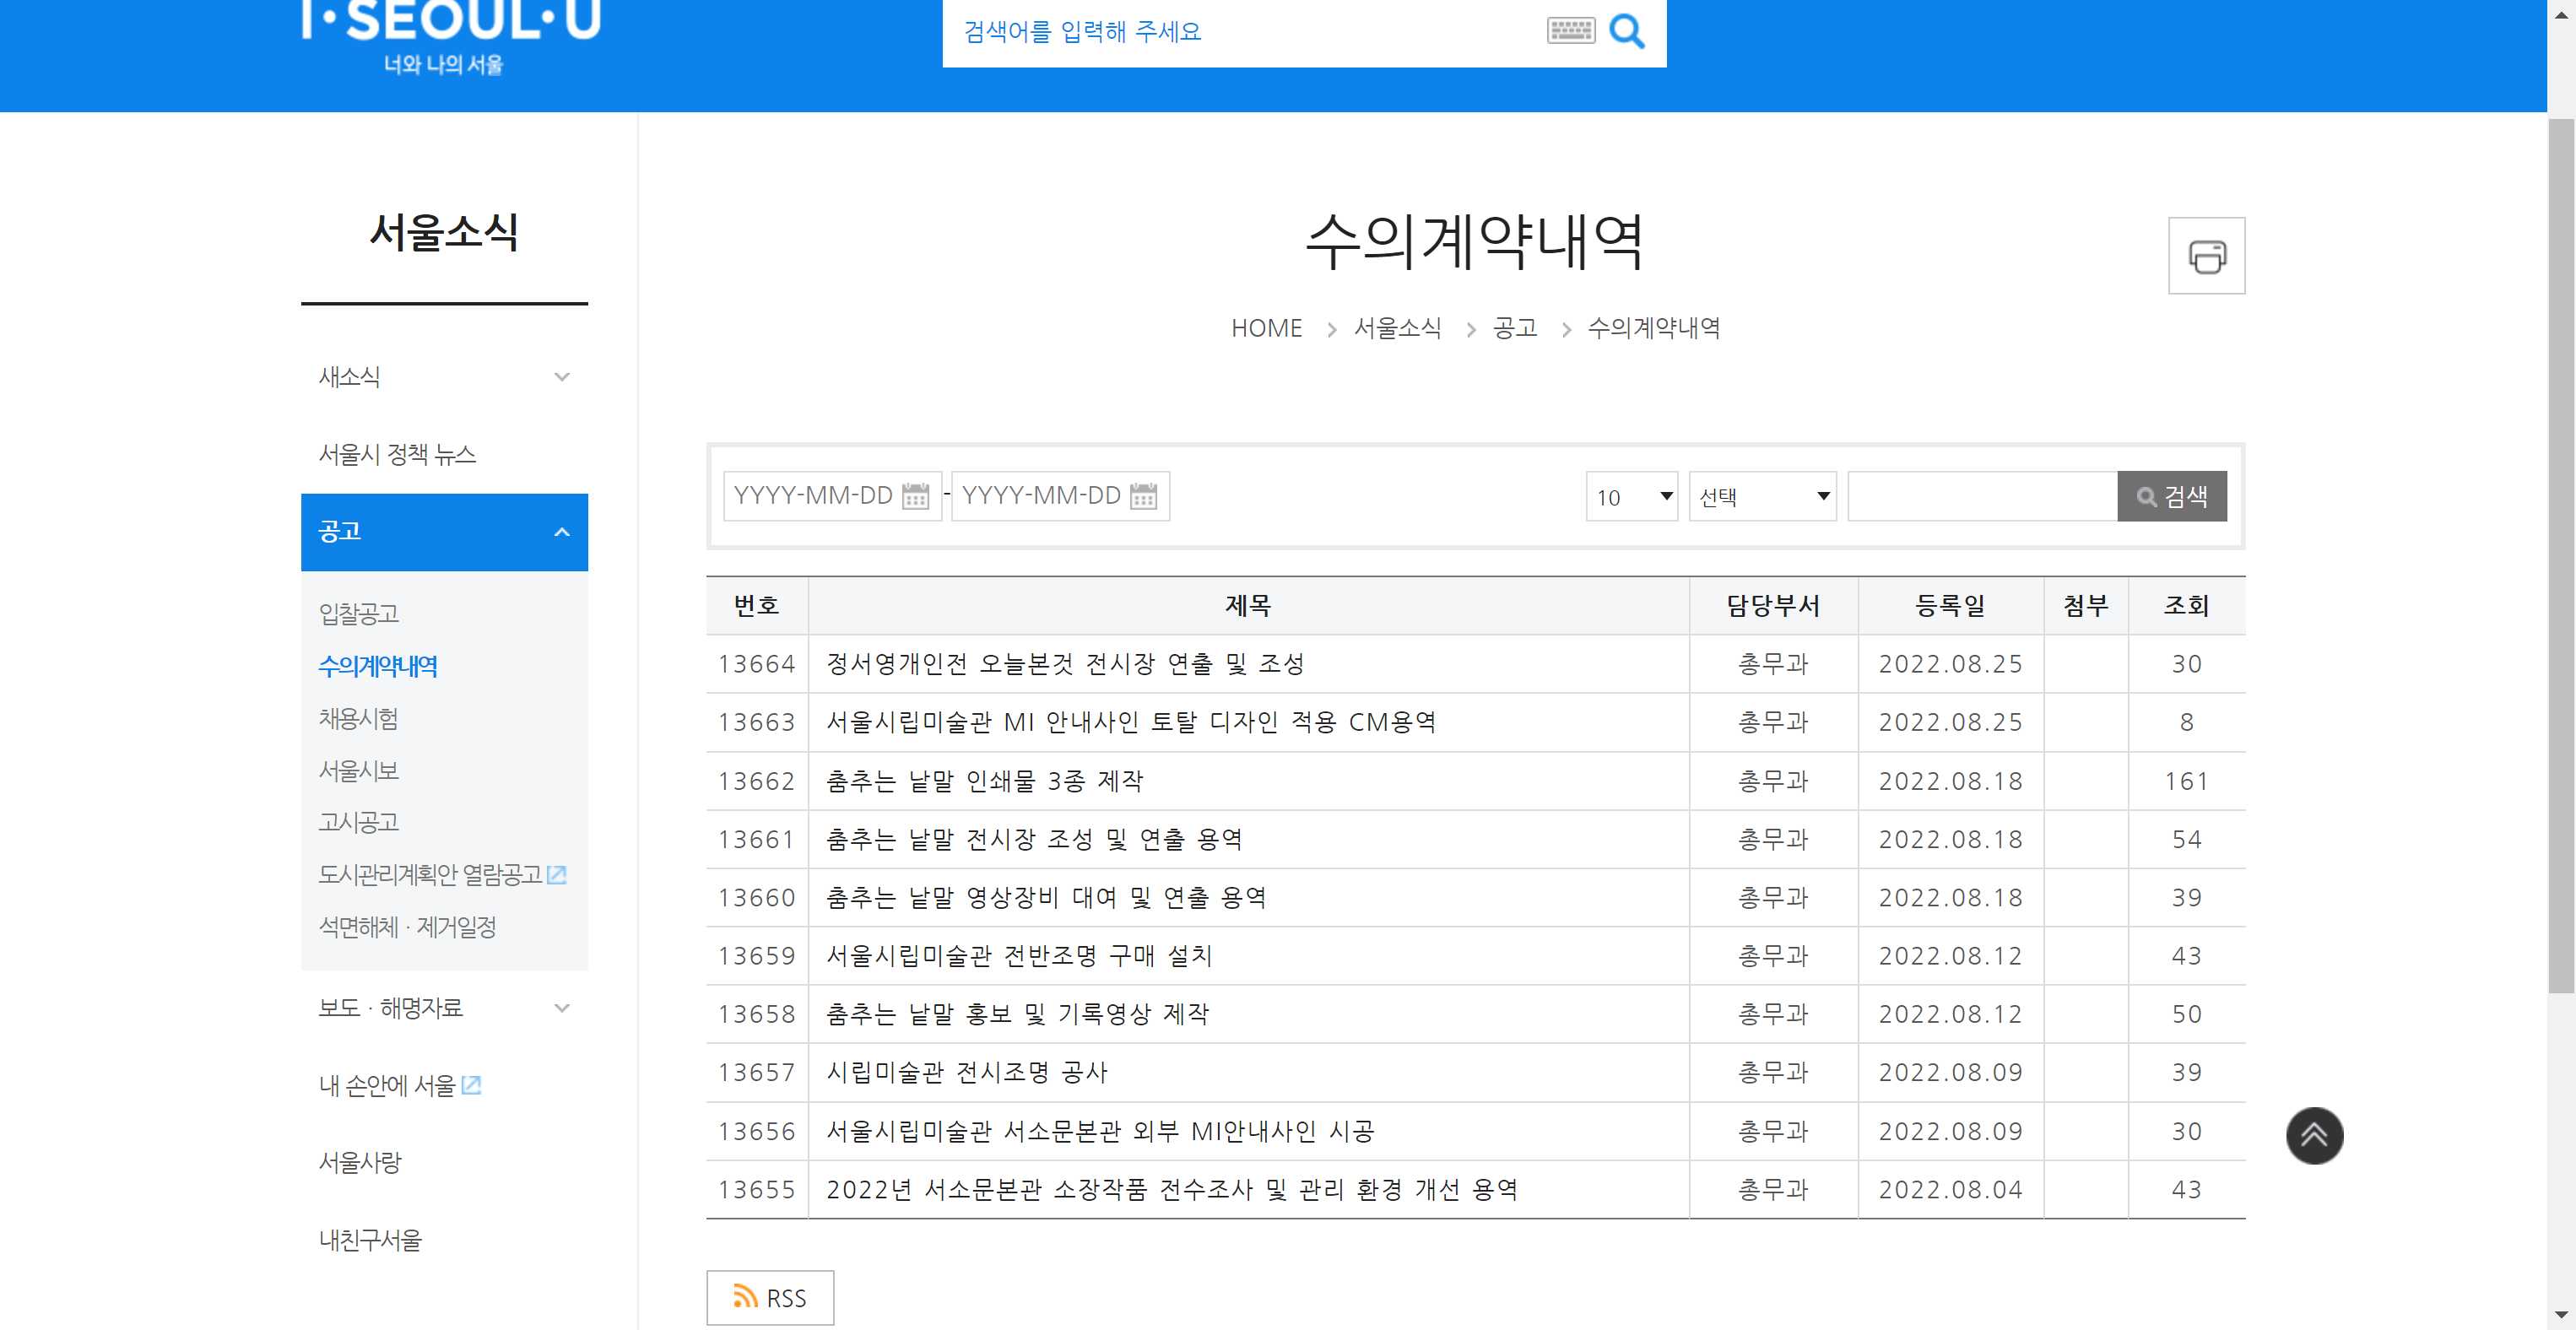 I·SEOUL·U
너와 나의 서울
검색어를 입력해 주세요
서울소식
새소식
서울시 정책 뉴스
공고
입찰공고
수의계약내역
채용시험
서울시보
고시공고
도시관리계획안 열람공고
석면해체 · 제거일정
보도 · 해명자료
내 손안에 서울
서울사랑
내친구서울
수의계약내역
HOME 서울소식 공고 수의계약내역
YYYY-MM-DD - YYYY-MM-DD 10 선택 검색
번호 제목 담당부서 등록일 첨부 조회
13664 정서영개인전 오늘본것 전시장 연출 및 조성 총무과 2022.08.25 30
13663 서울시립미술관 MI 안내사인 토탈 디자인 적용 CM용역 총무과 2022.08.25 8
13662 춤추는 낱말 인쇄물 3종 제작 총무과 2022.08.18 161
13661 춤추는 낱말 전시장 조성 및 연출 용역 총무과 2022.08.18 54
13660 춤추는 낱말 영상장비 대여 및 연출 용역 총무과 2022.08.18 39
13659 서울시립미술관 전반조명 구매 설치 총무과 2022.08.12 43
13658 춤추는 낱말 홍보 및 기록영상 제작 총무과 2022.08.12 50
13657 시립미술관 전시조명 공사 총무과 2022.08.09 39
13656 서울시립미술관 서소문본관 외부 MI안내사인 시공 총무과 2022.08.09 30
13655 2022년 서소문본관 소장작품 전수조사 및 관리 환경 개선 용역 총무과 2022.08.04 43
RSS